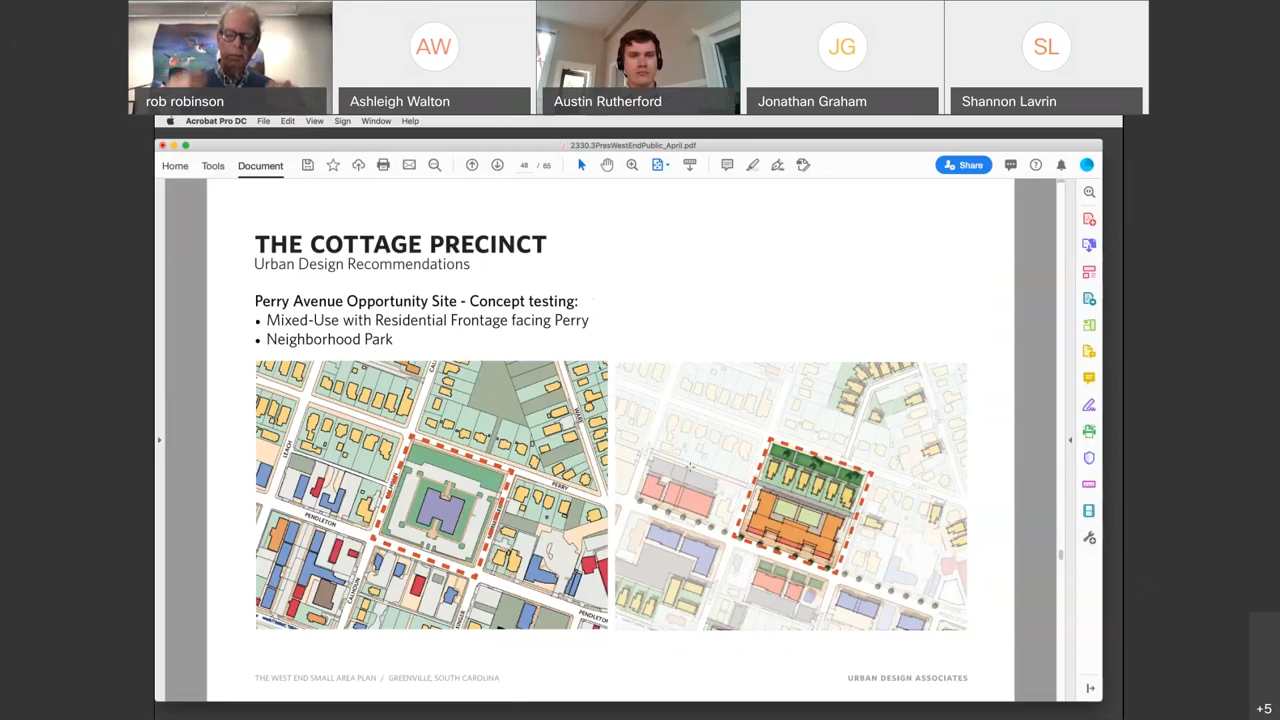 AW
JG
SL
rob robinson
Ashleigh Walton
Austin Rutherford
Jonathan Graham
Shannon Lavrin
Acrobat Pro DC File Edit View Sign Window Help
2330.3PresWestEndPublic_April.pdf
Home Tools Document
48 / 65
Share
THE COTTAGE PRECINCT
Urban Design Recommendations
Perry Avenue Opportunity Site - Concept testing:
• Mixed-Use with Residential Frontage facing Perry
• Neighborhood Park
LEACH
PERRY
PENDLETON
CALHOUN
PENDLETON
THE WEST END SMALL AREA PLAN / GREENVILLE, SOUTH CAROLINA
URBAN DESIGN ASSOCIATES
+5